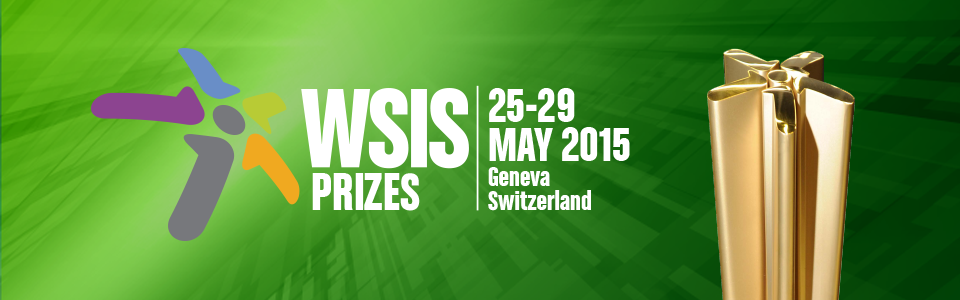 WSIS
PRIZES
25-29
MAY 2015
Geneva
Switzerland